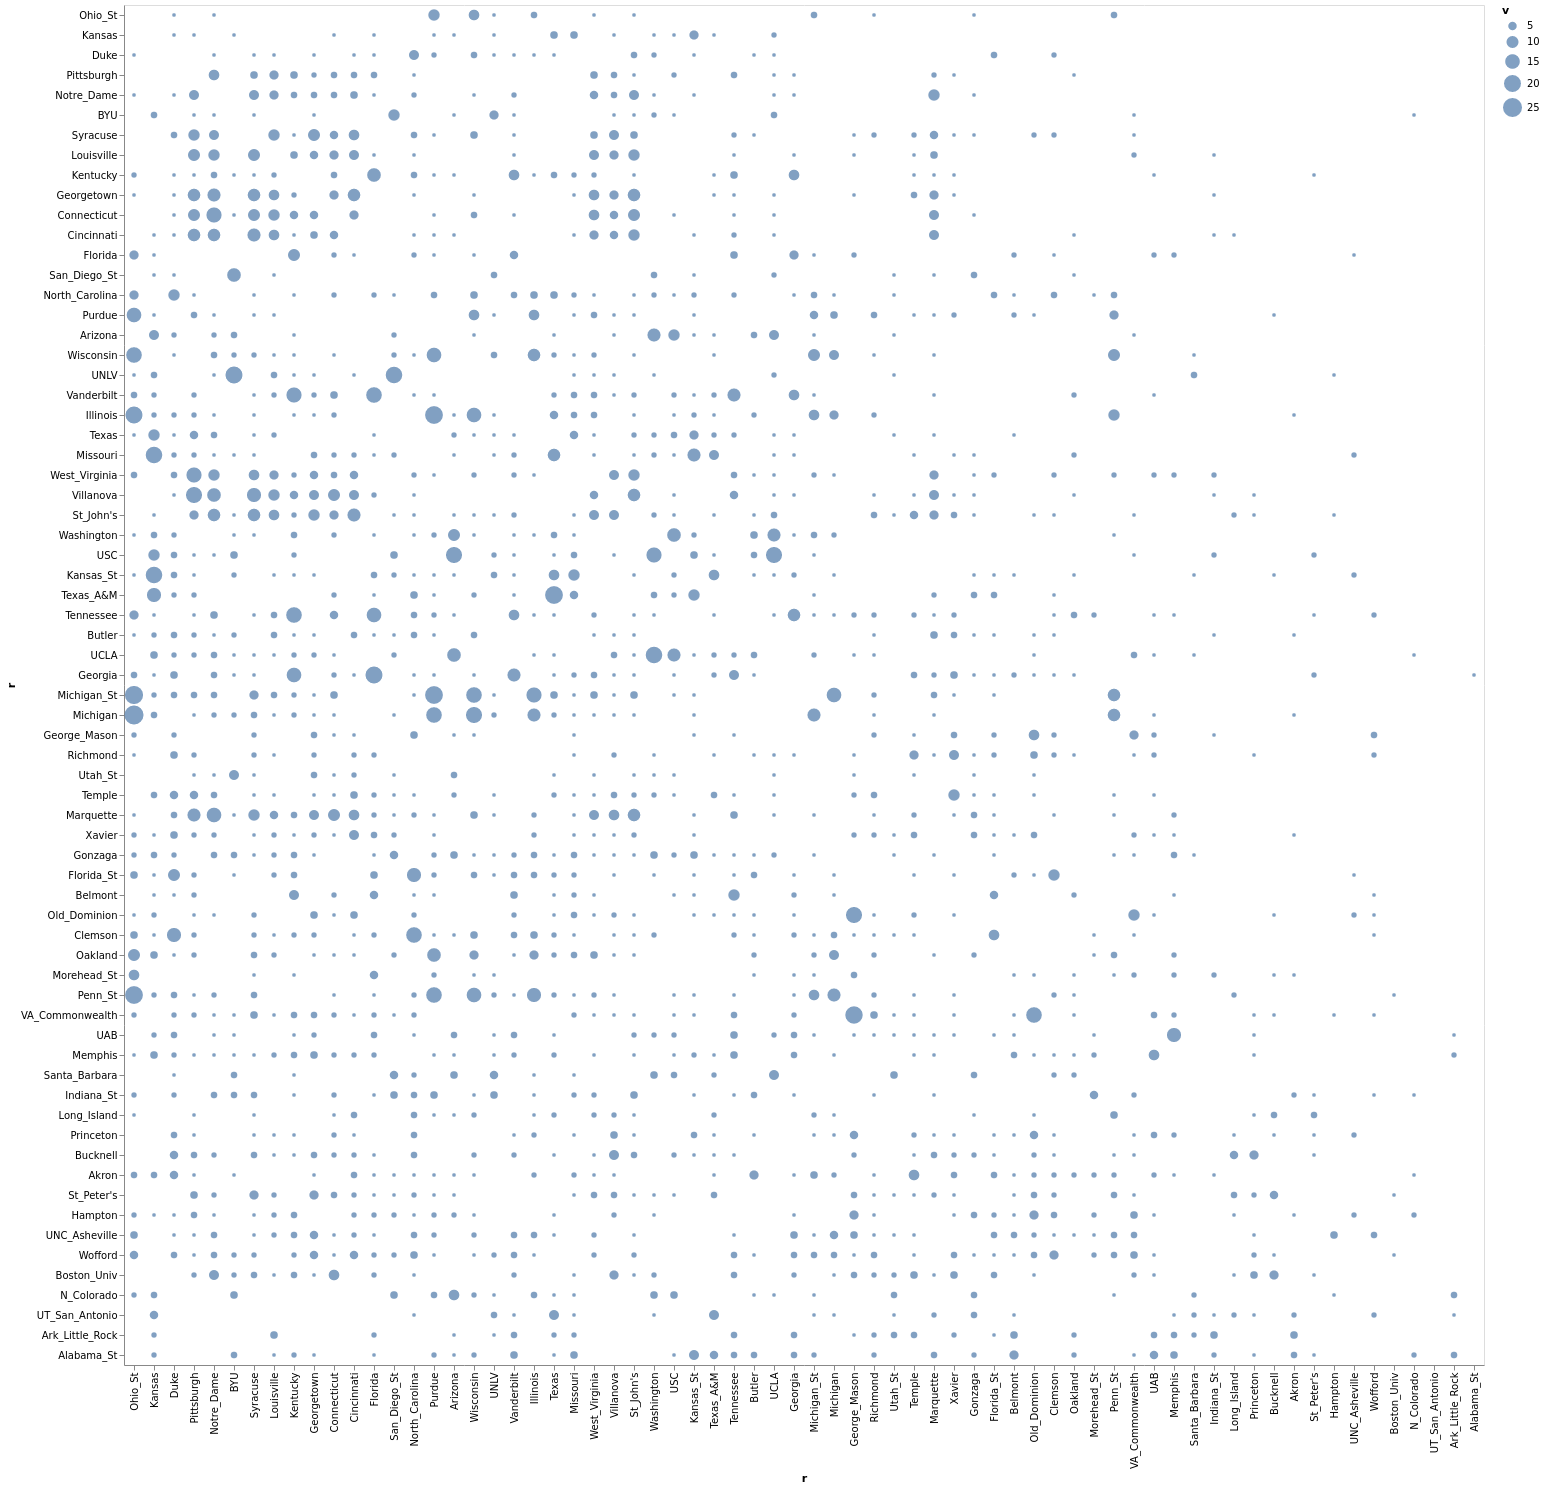 Ohio_St
Kansas
Duke
Pittsburgh
Notre_Dame
BYU
Syracuse
Louisville
Kentucky
Georgetown
Connecticut
Cincinnati
Florida
San_Diego_St
North_Carolina
Purdue
Arizona
Wisconsin
UNLV
Vanderbilt
Illinois
Texas
Missouri
West_Virginia
Villanova
St_John's
Washington
USC
Kansas_St
Texas_A&M
Tennessee
Butler
UCLA
Georgia
Michigan_St
Michigan
George_Mason
Richmond
Utah_St
Temple
Marquette
Xavier
Gonzaga
Florida_St
Belmont
Old_Dominion
Clemson
Oakland
Morehead_St
Penn_St
VA_Commonwealth
UAB
Memphis
Santa_Barbara
Indiana_St
Long_Island
Princeton
Bucknell
Akron
St_Peter's
Hampton
UNC_Asheville
Wofford
Boston_Univ
N_Colorado
UT_San_Antonio
Ark_Little_Rock
Alabama_St
r
Ohio_St
Kansas
Duke
Pittsburgh
Notre_Dame
BYU
Syracuse
Louisville
Kentucky
Georgetown
Connecticut
Cincinnati
Florida
San_Diego_St
North_Carolina
Purdue
Arizona
Wisconsin
UNLV
Vanderbilt
Illinois
Texas
Missouri
West_Virginia
Villanova
St_John's
Washington
USC
Kansas_St
Texas_A&M
Tennessee
Butler
UCLA
Georgia
Michigan_St
Michigan
George_Mason
Richmond
Utah_St
Temple
Marquette
Xavier
Gonzaga
Florida_St
Belmont
Old_Dominion
Clemson
Oakland
Morehead_St
Penn_St
VA_Commonwealth
UAB
Memphis
Santa_Barbara
Indiana_St
Long_Island
Princeton
Bucknell
Akron
St_Peter's
Hampton
UNC_Asheville
Wofford
Boston_Univ
N_Colorado
UT_San_Antonio
Ark_Little_Rock
Alabama_St
r
v
5
10
15
20
25